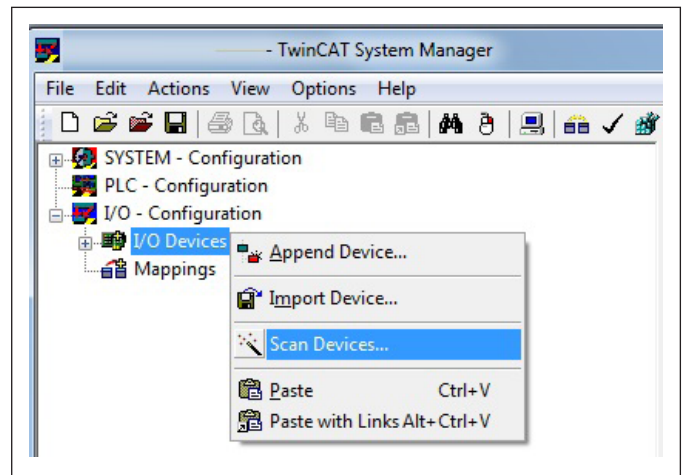 - TwinCAT System Manager
File Edit Actions View Options Help
SYSTEM - Configuration
PLC - Configuration
I/O - Configuration
I/O Devices
Mappings
Append Device...
Import Device...
Scan Devices...
Paste Ctrl+V
Paste with Links Alt+Ctrl+V